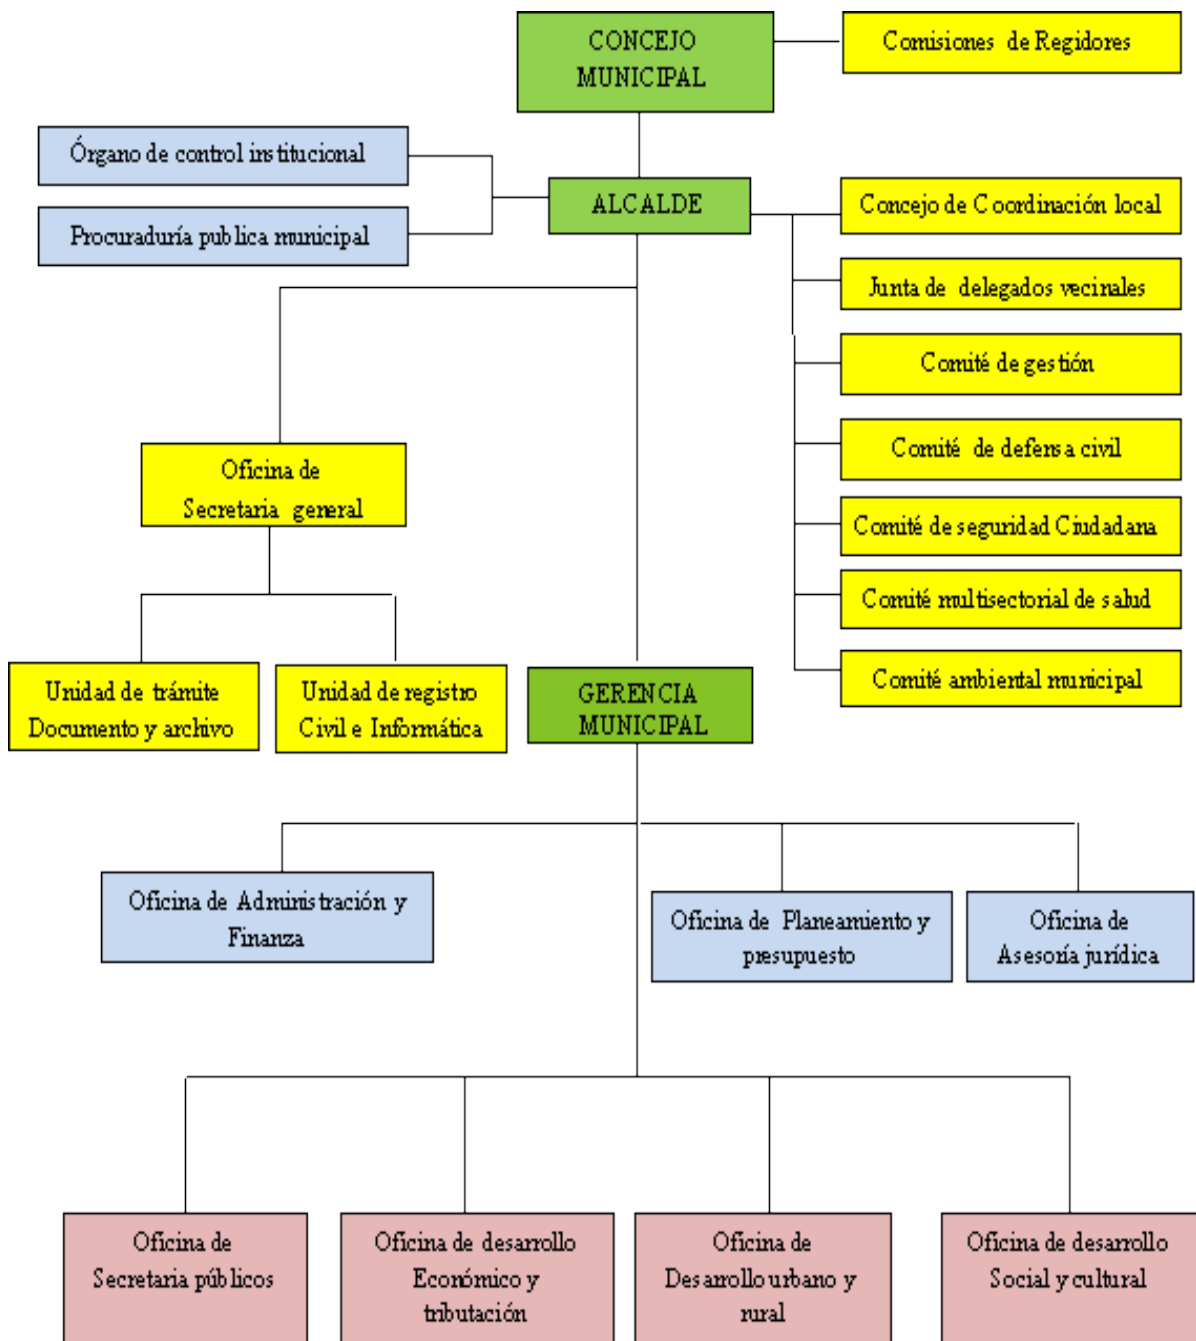 CONCEJO
MUNICIPAL
Comisiones de Regidores
Órgano de control institucional
Procuraduría publica municipal
ALCALDE
Concejo de Coordinación local
Junta de delegados vecinales
Comité de gestión
Comité de defensa civil
Comité de seguridad Ciudadana
Comité multisectorial de salud
Comité ambiental municipal
Oficina de
Secretaria general
Unidad de trámite
Documento y archivo
Unidad de registro
Civil e Informática
GERENCIA
MUNICIPAL
Oficina de Administración y
Finanza
Oficina de Planeamiento y
presupuesto
Oficina de
Asesoría jurídica
Oficina de
Secretaria públicos
Oficina de desarrollo
Económico y
tributación
Oficina de
Desarrollo urbano y
rural
Oficina de desarrollo
Social y cultural